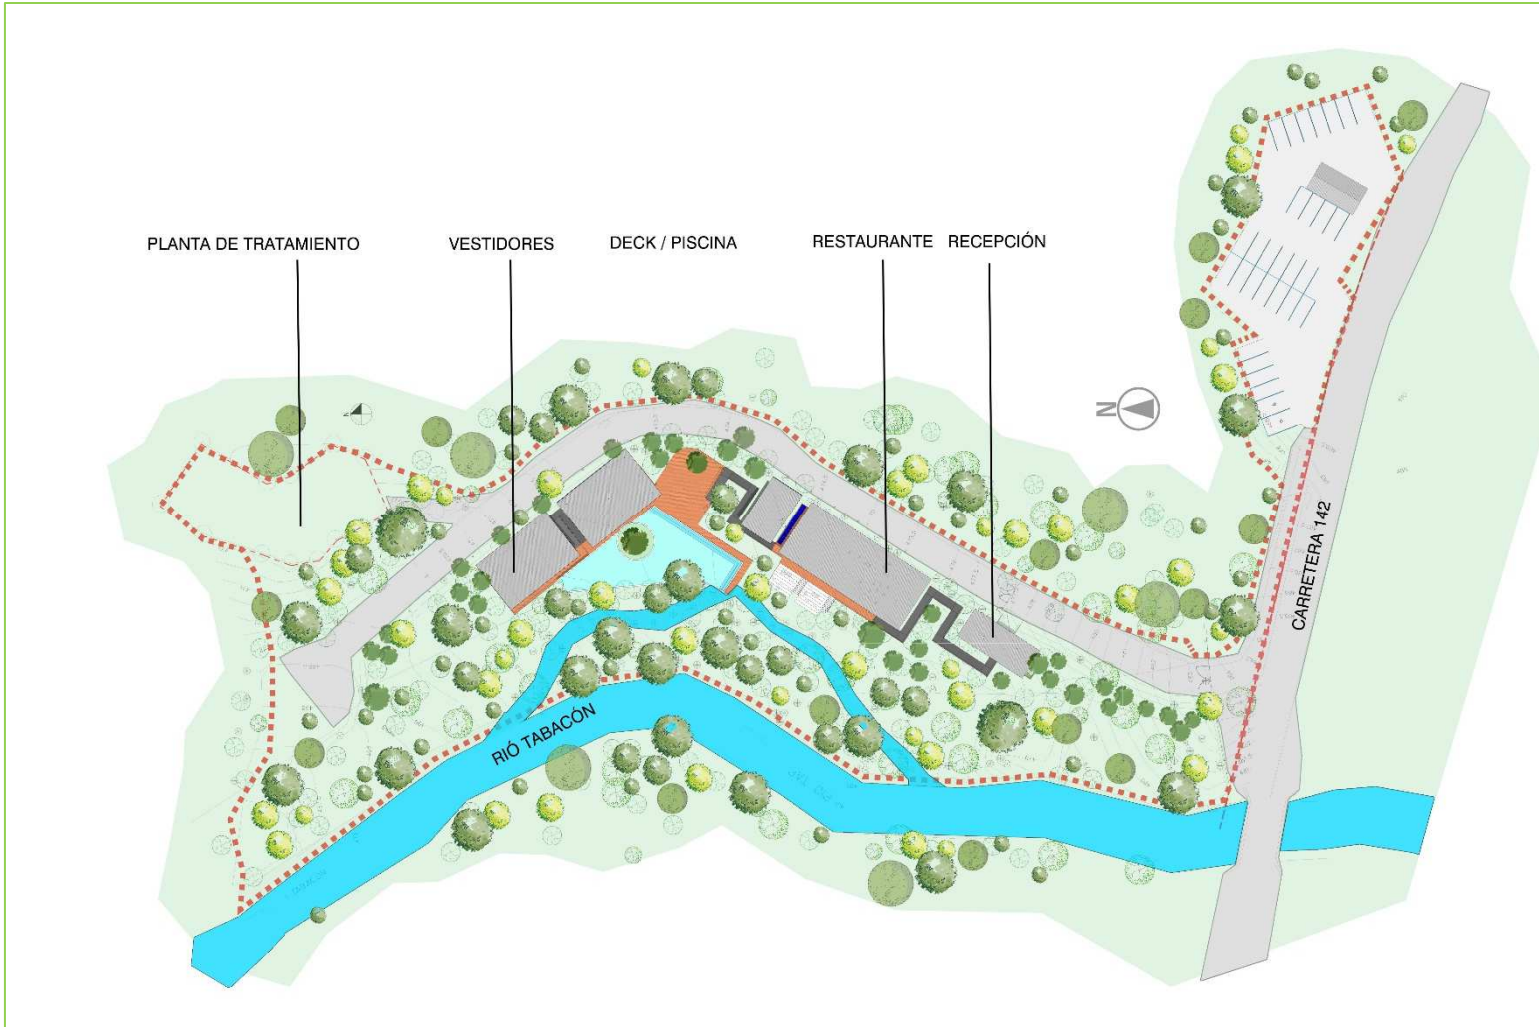 PLANTA DE TRATAMIENTO
VESTIDORES
DECK / PISCINA
RESTAURANTE
RECEPCIÓN
N
CARRETERA 142
RIÓ TABACÓN